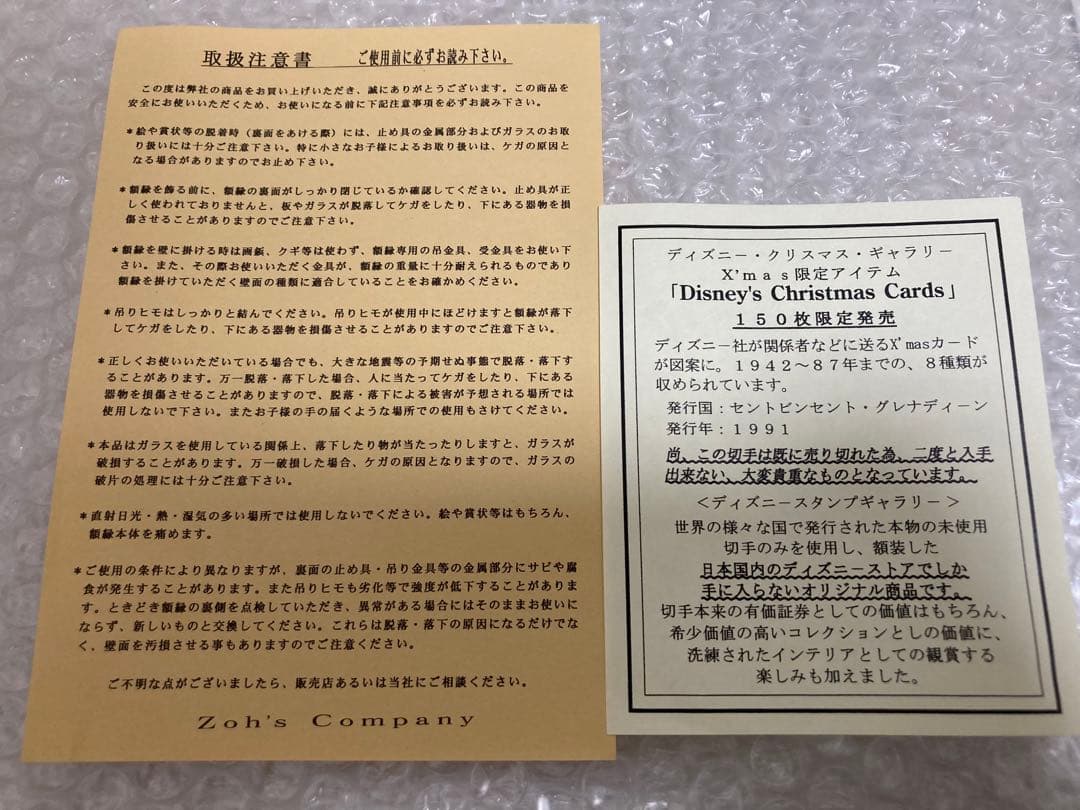 取扱注意書　ご使用前に必ずお読み下さい。
この度は弊社の商品をお買い上げいただき、誠にありがとうございます。この商品を
安全にお使いいただくため、お使いになる前に下記注意事項を必ずお読み下さい。
＊絵や賞状等の脱着時（裏面をあける際）には、止め具の金属部分およびガラスのお取
り扱いには十分ご注意下さい。特に小さなお子様によるお取り扱いは、ケガの原因と
なる場合がありますのでお止め下さい。
＊額縁を飾る前に、額縁の裏面がしっかり閉じているか確認してください。止め具が正
しく使われておりませんと、板やガラスが脱落してケガをしたり、下にある器物を損
傷させることがありますのでご注意下さい。
＊額縁を壁に掛ける時は画鋲、クギ等は使わず、額縁専用の吊金具、受金具をお使い下
さい。また、その際お使いいただく金具が、額縁の重量に十分耐えられるものであり
額縁を掛けていただく壁面の種類に適合していることをお確かめください。
＊吊りヒモはしっかりと結んでください。吊りヒモが使用中にほどけますと額縁が落下
してケガをしたり、下にある器物を損傷させることがありますのでご注意下さい。
＊正しくお使いいただいている場合でも、大きな地震等の予期せぬ事態で脱落・落下す
ることがあります。万一脱落・落下した場合、人に当たってケガをしたり、下にある
器物を損傷させることがありますので、脱落・落下による被害が予想される場所では
使用しないで下さい。またお子様の手の届くような場所での使用もさけてください。
＊本品はガラスを使用している関係上、落下したり物が当たったりしますと、ガラスが
破損することがあります。万一破損した場合、ケガの原因となりますので、ガラスの
破片の処理には十分ご注意下さい。
＊直射日光・熱・湿気の多い場所では使用しないでください。絵や賞状等はもちろん、
額縁本体を痛めます。
＊ご使用の条件により異なりますが、裏面の止め具・吊り金具等の金属部分にサビや腐
食が発生することがあります。また吊りヒモも劣化等で強度が低下することがありま
す。ときどき額縁の裏側を点検していただき、異常がある場合にはそのままお使いに
ならず、新しいものと交換してください。これらは脱落・落下の原因になるだけでな
く、壁面を汚損させる事もありますのでご注意ください。
ご不明な点がございましたら、販売店あるいは当社にご相談ください。
Zoh's Company
ディズニー・クリスマス・ギャラリー
X'mas限定アイテム
「Disney's Christmas Cards」
１５０枚限定発売
ディズニー社が関係者などに送るX'masカード
が図案に。１９４２～８７年までの、８種類が
収められています。
発行国：セントビンセント・グレナディーン
発行年：１９９１
尚、この切手は既に売り切れた為、二度と入手
出来ない、大変貴重なものとなっています。
＜ディズニースタンプギャラリー＞
世界の様々な国で発行された本物の未使用
切手のみを使用し、額装した
日本国内のディズニーストアでしか
手に入らないオリジナル商品です。
切手本来の有価証券としての価値はもちろん、
希少価値の高いコレクションとしの価値に、
洗練されたインテリアとしての観賞する
楽しみも加えました。